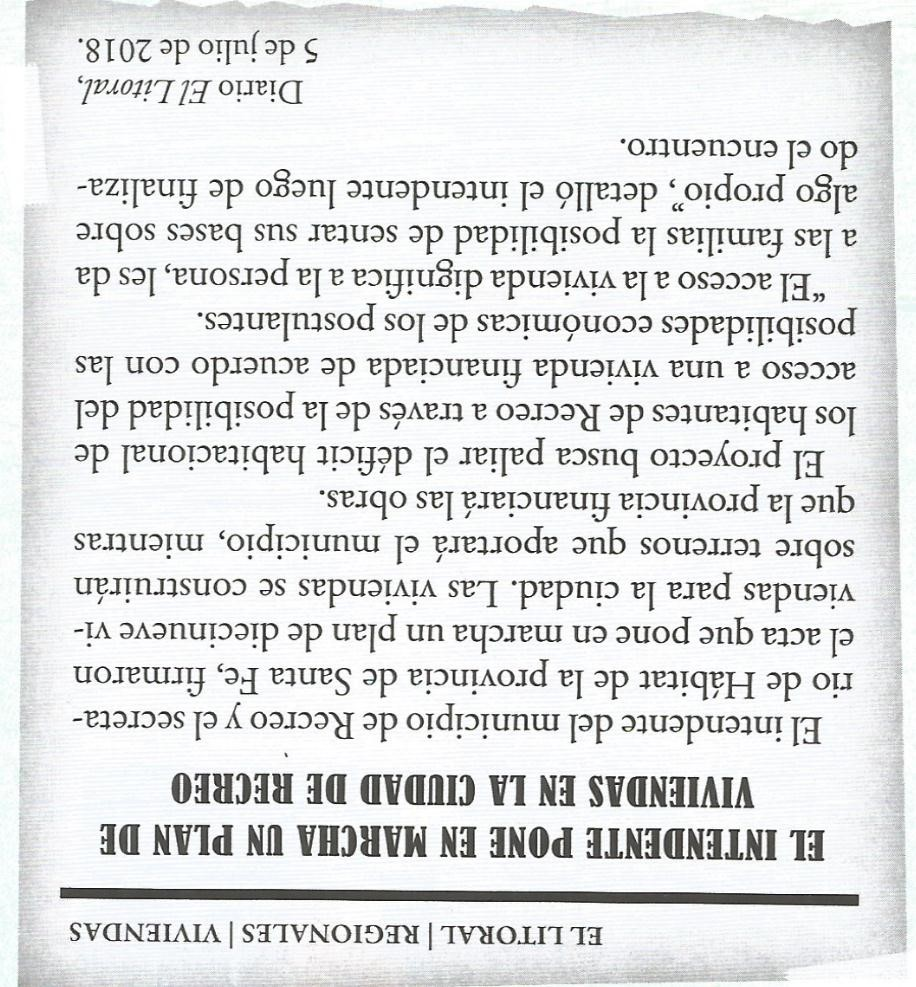 EL LITORAL | REGIONALES | VIVIENDAS
EL INTENDENTE PONE EN MARCHA UN PLAN DE
VIVIENDAS EN LA CIUDAD DE RECREO
El intendente del municipio de Recreo y el secreta-
rio de Hábitat de la provincia de Santa Fe, firmaron
el acta que pone en marcha un plan de diecinueve vi-
viendas para la ciudad. Las viviendas se construirán
sobre terrenos que aportará el municipio, mientras
que la provincia financiará las obras.
El proyecto busca paliar el déficit habitacional de
los habitantes de Recreo a través de la posibilidad del
acceso a una vivienda financiada de acuerdo con las
posibilidades económicas de los postulantes.
“El acceso a la vivienda dignifica a la persona, les da
a las familias la posibilidad de sentar sus bases sobre
algo propio”, detalló el intendente luego de finaliza-
do el encuentro.
Diario El Litoral,
5 de julio de 2018.